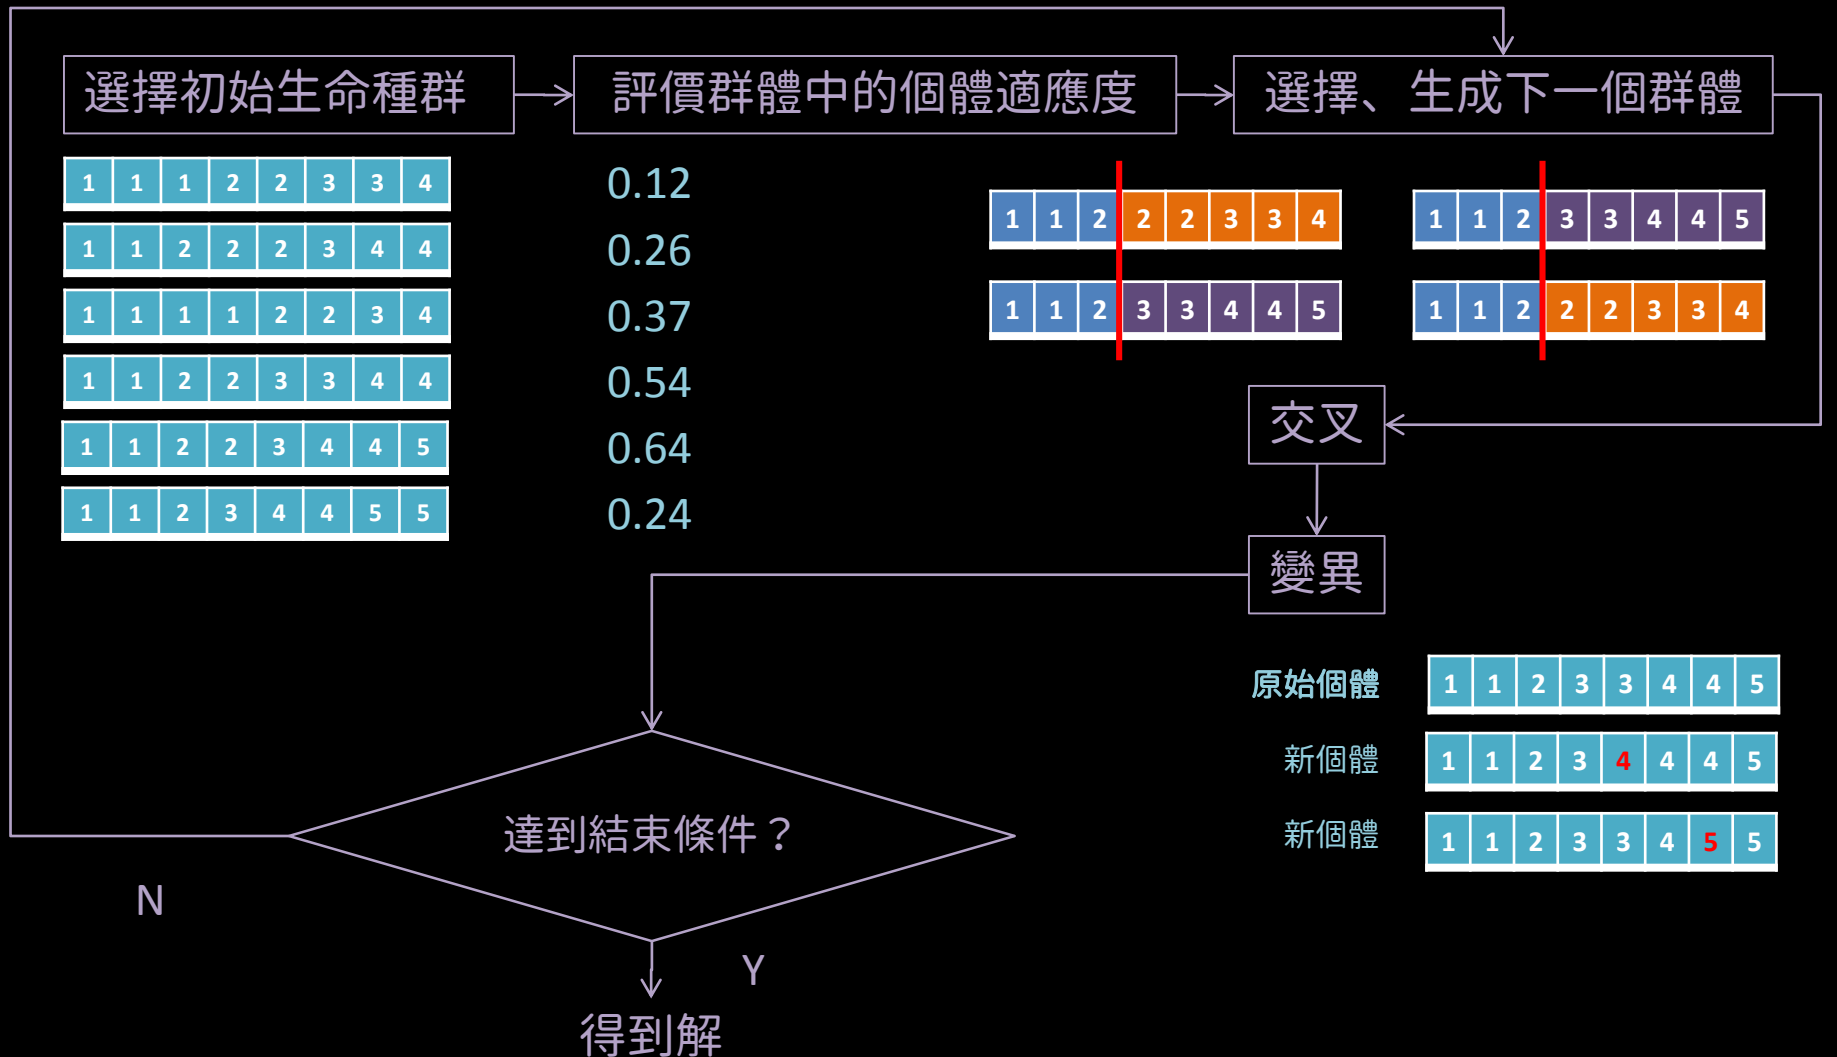 選擇初始生命種群
評價群體中的個體適應度
選擇、生成下一個群體
1 1 1 2 2 3 3 4
0.12
1 1 2 2 2 3 4 4
0.26
1 1 1 1 2 2 3 4
0.37
1 1 2 2 3 3 4 4
0.54
1 1 2 2 3 4 4 5
0.64
1 1 2 3 4 4 5 5
0.24
1 1 2 2 2 3 3 4
1 1 2 3 3 4 4 5
1 1 2 3 3 4 4 5
1 1 2 2 2 3 3 4
交叉
變異
原始個體
1 1 2 3 3 4 4 5
新個體
1 1 2 3 4 4 4 5
新個體
1 1 2 3 3 4 5 5
達到結束條件？
N
Y
得到解